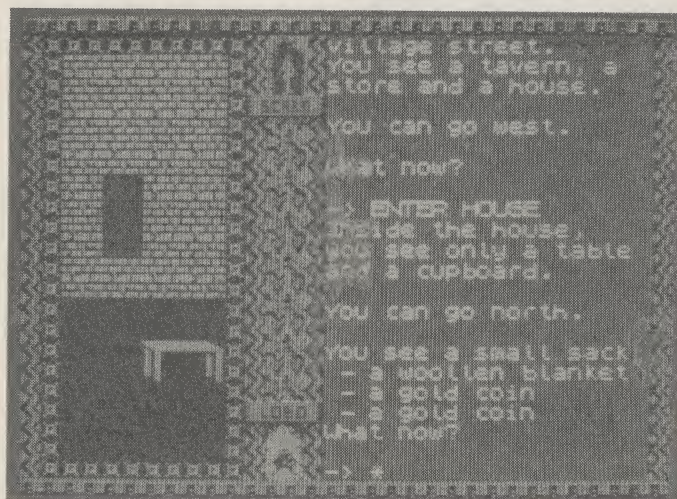 village street.
You see a tavern, a
store and a house.
You can go west.
What now?
-> ENTER HOUSE
Inside the house,
you see only a table
and a cupboard.
You can go north.
You see a small sack
- a woollen blanket
- a gold coin
- a gold coin
What now?
-> *